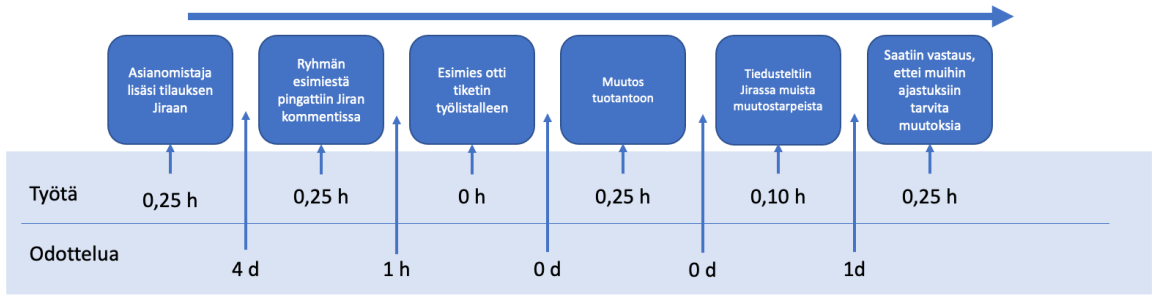 Asianomistaja
lisäsi tilauksen
Jiraan
Ryhmän
esimiestä
pingattiin Jiran
kommentissa
Esimies otti
tiketin
työlistalleen
Muutos
tuotantoon
Tiedusteltiin
Jirassa muista
muutostarpeista
Saatiin vastaus,
ettei muihin
ajastuksiin
tarvita
muutoksia
Työtä
0,25 h
0,25 h
0 h
0,25 h
0,10 h
0,25 h
Odottelua
4 d
1 h
0 d
0 d
1d